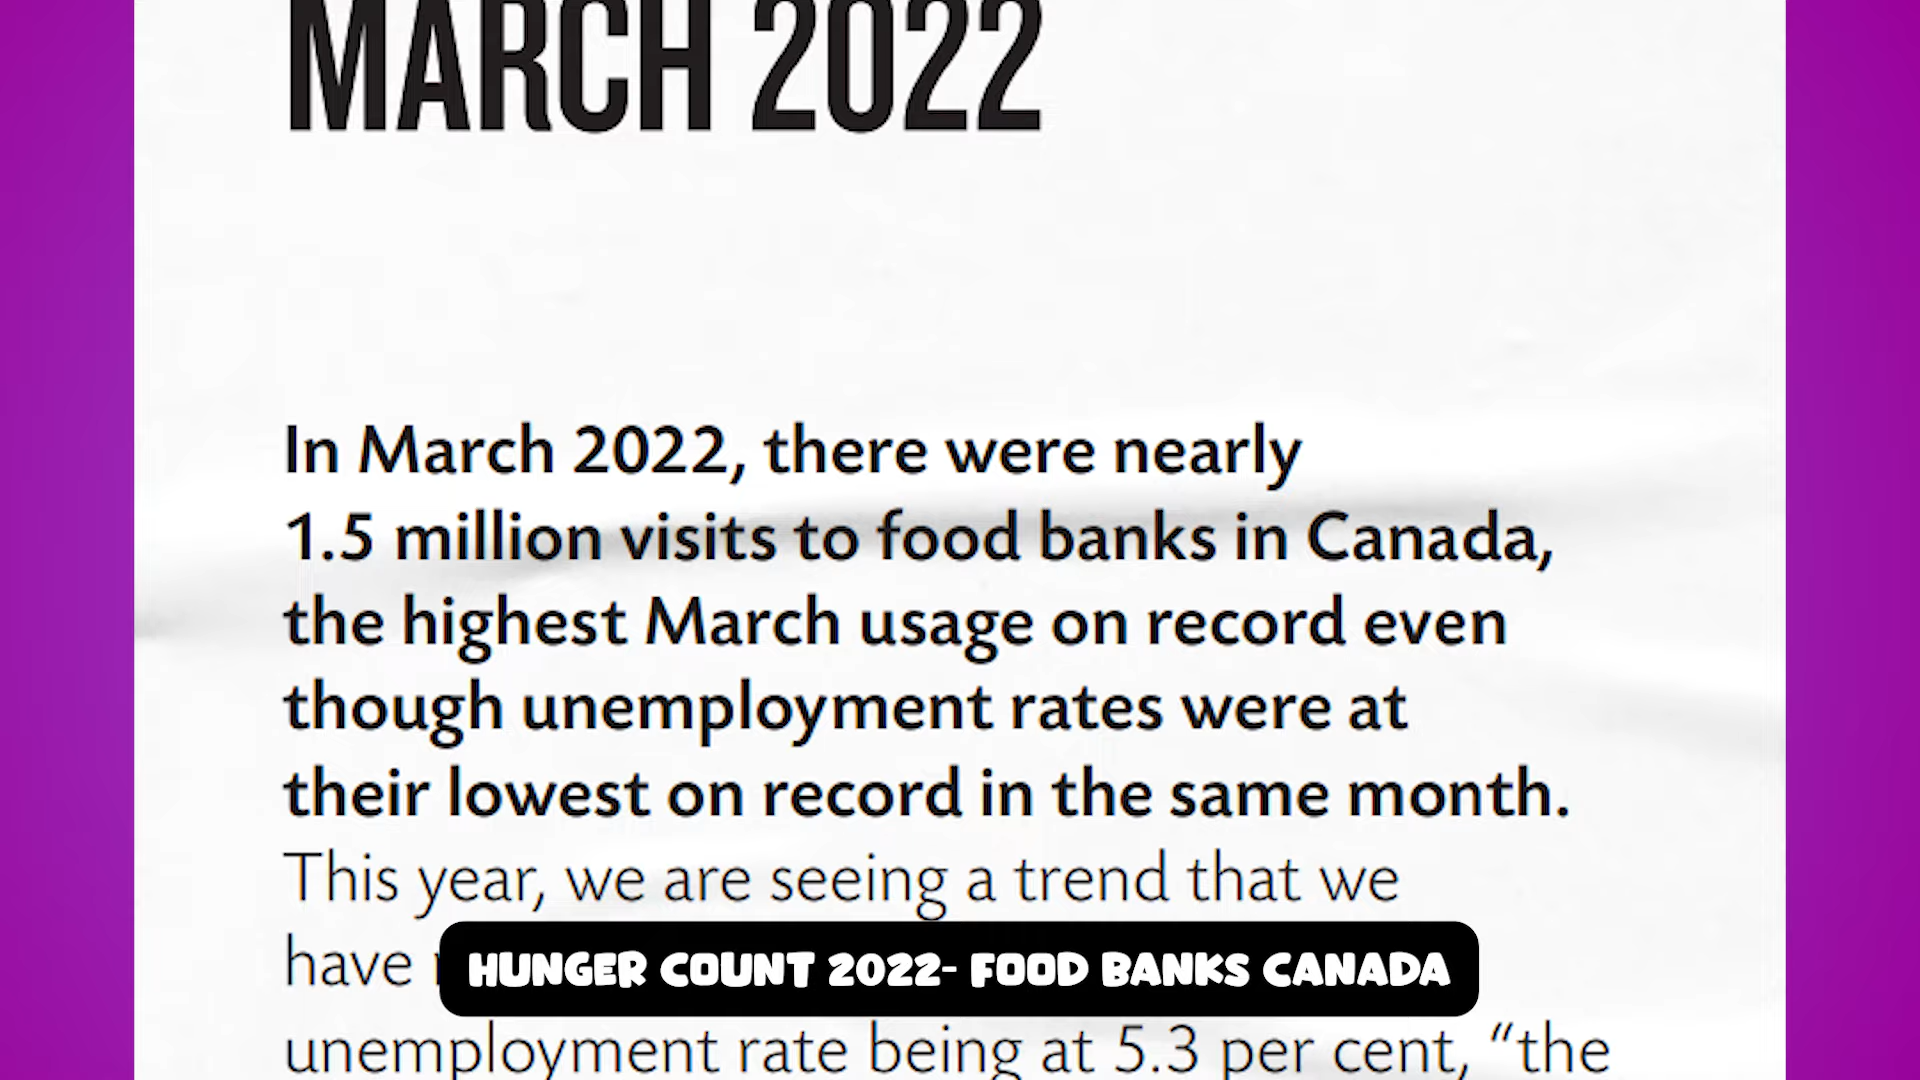 MARCH 2022
In March 2022, there were nearly
1.5 million visits to food banks in Canada,
the highest March usage on record even
though unemployment rates were at
their lowest on record in the same month.
This year, we are seeing a trend that we
have
HUNGER COUNT 2022- FOOD BANKS CANADA
unemployment rate being at 5.3 per cent, “the